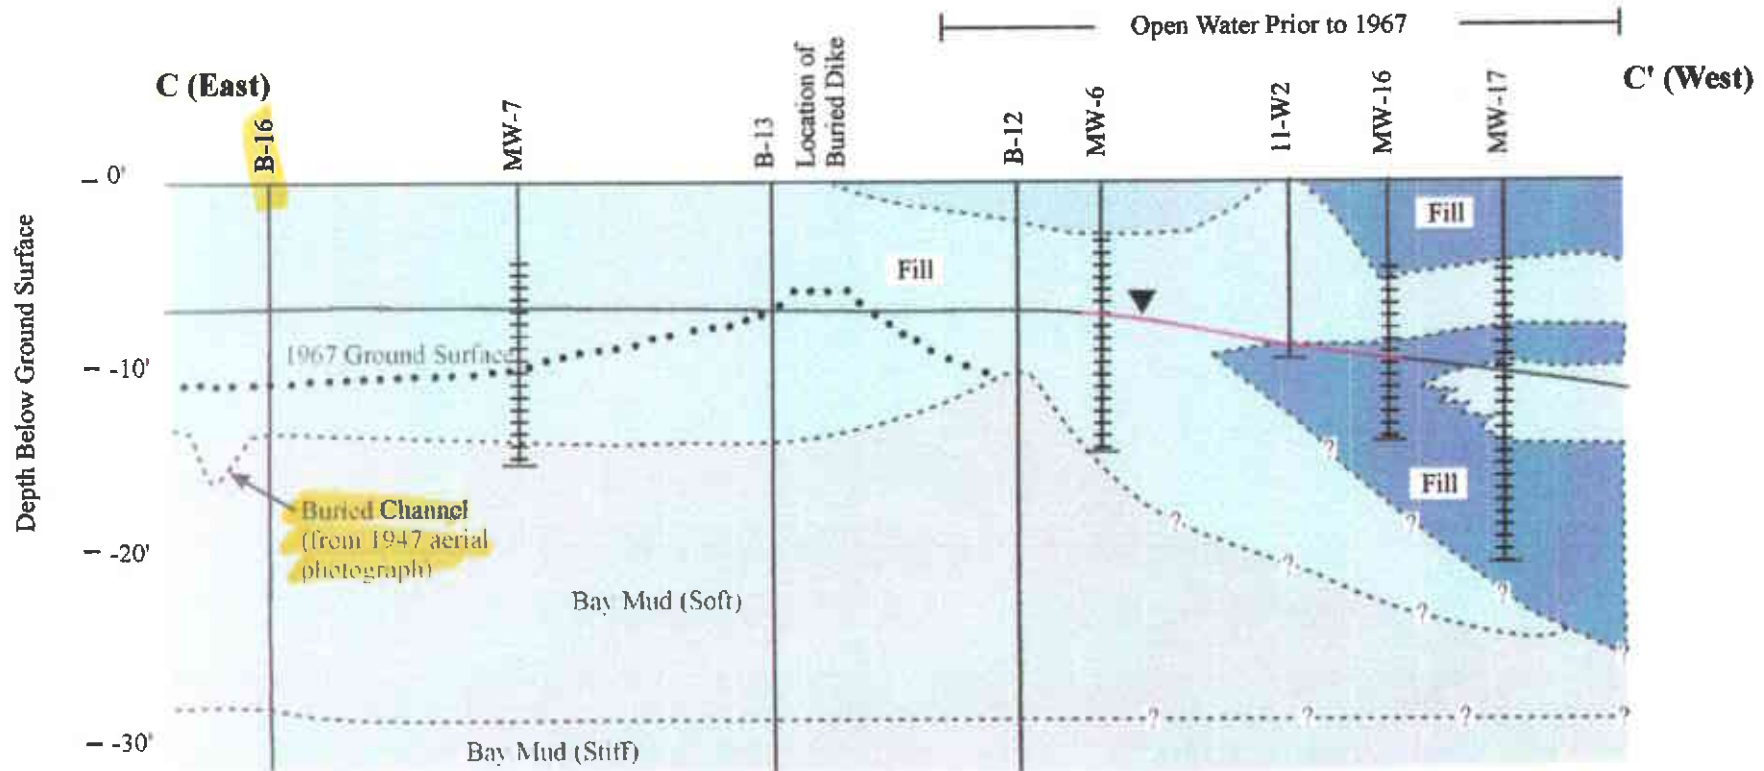 Open Water Prior to 1967
C (East)
C' (West)
B-16
MW-7
B-13
Location of
Buried Dike
B-12
MW-6
11-W2
MW-16
MW-17
Depth Below Ground Surface
– 0'
– -10'
– -20'
– -30'
Fill
Fill
Fill
1967 Ground Surface
Buried Channel
(from 1947 aerial
photograph)
Bay Mud (Soft)
Bay Mud (Stiff)
?
?
?
?
?
?
?
?
?
?
?